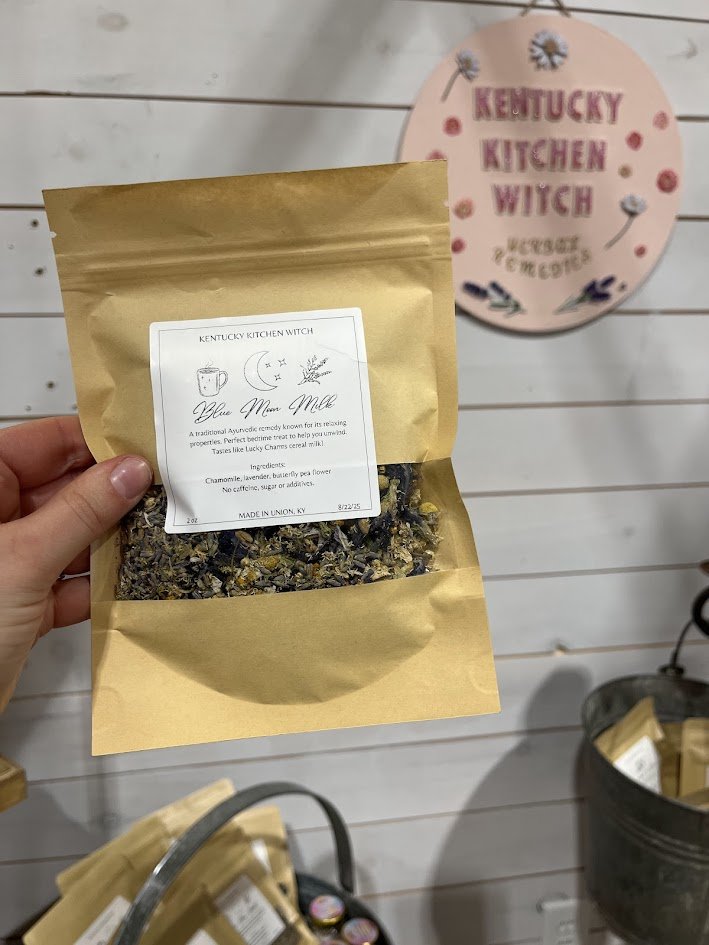 KENTUCKY
KITCHEN
WITCH
HERBAL
REMEDIES
KENTUCKY KITCHEN WITCH
Blue Moon Milk
A traditional Ayurvedic remedy known for its relaxing
properties. Perfect bedtime treat to help you unwind.
Tastes like Lucky Charms cereal milk!
Ingredients:
Chamomile, lavender, butterfly pea flower
No caffeine, sugar or additives.
2 oz
MADE IN UNION, KY
8/22/25